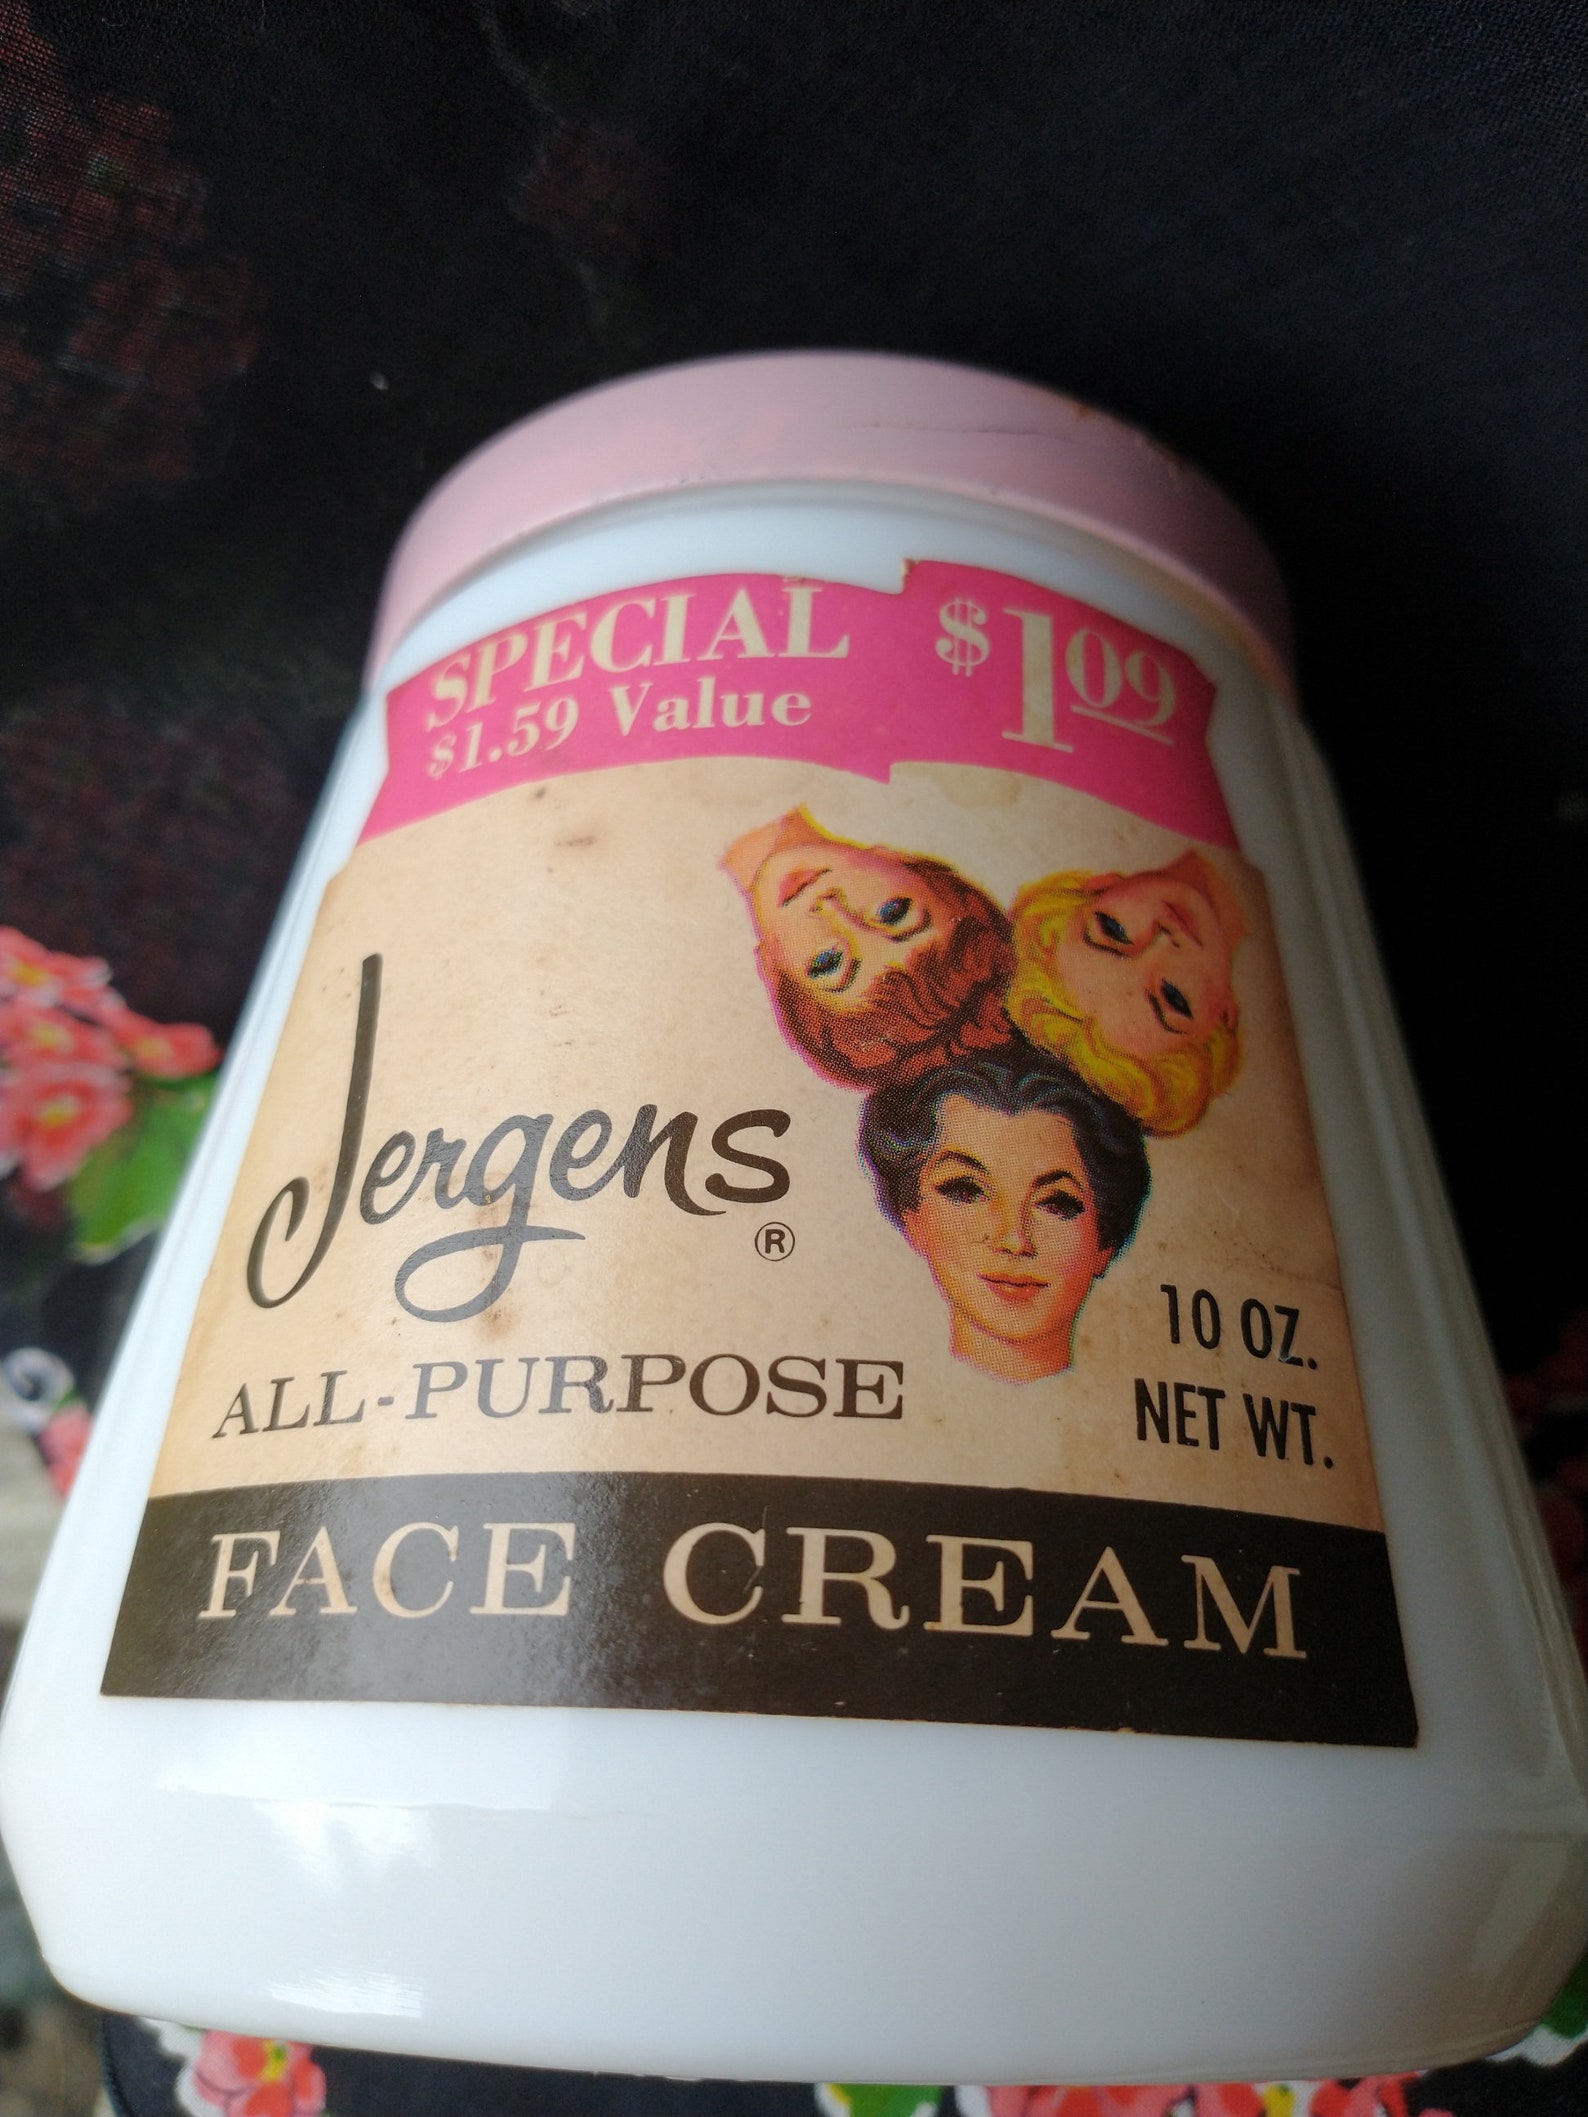 SPECIAL $1.09
$1.59 Value
Jergens®
ALL-PURPOSE
10 OZ.
NET WT.
FACE CREAM